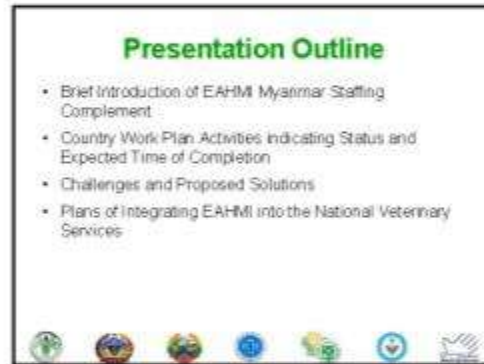 Presentation Outline
• Brief Introduction of EAHMI Myanmar Staffing
Complement
• Country Work Plan Activities indicating Status and
Expected Time of Completion
• Challenges and Proposed Solutions
• Plans of Integrating EAHMI into the National Veterinary
Services